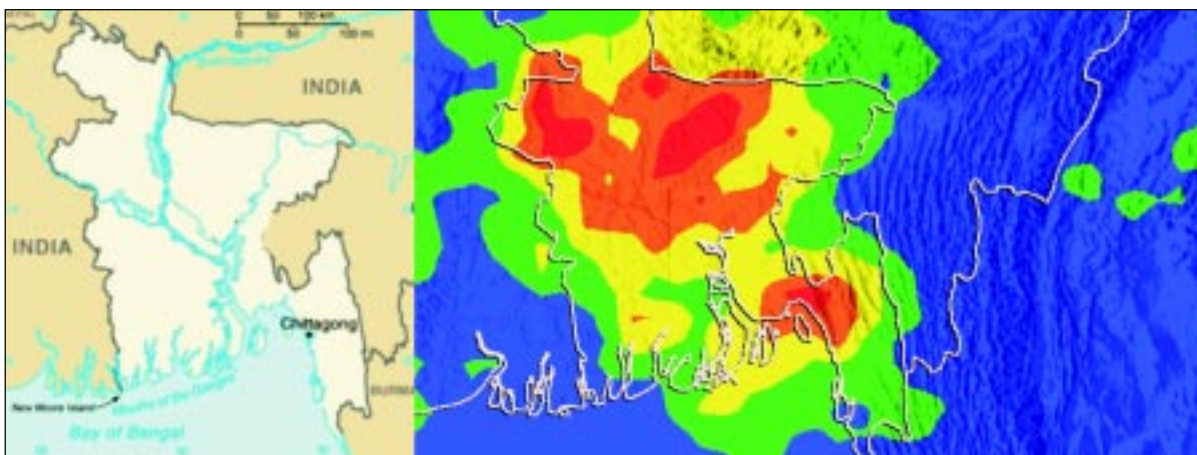 0 50 100 km
0 50 100 mi
INDIA
INDIA
Chittagong
New Moore Island
Mouths of the Ganges
Bay of Bengal
BURMA